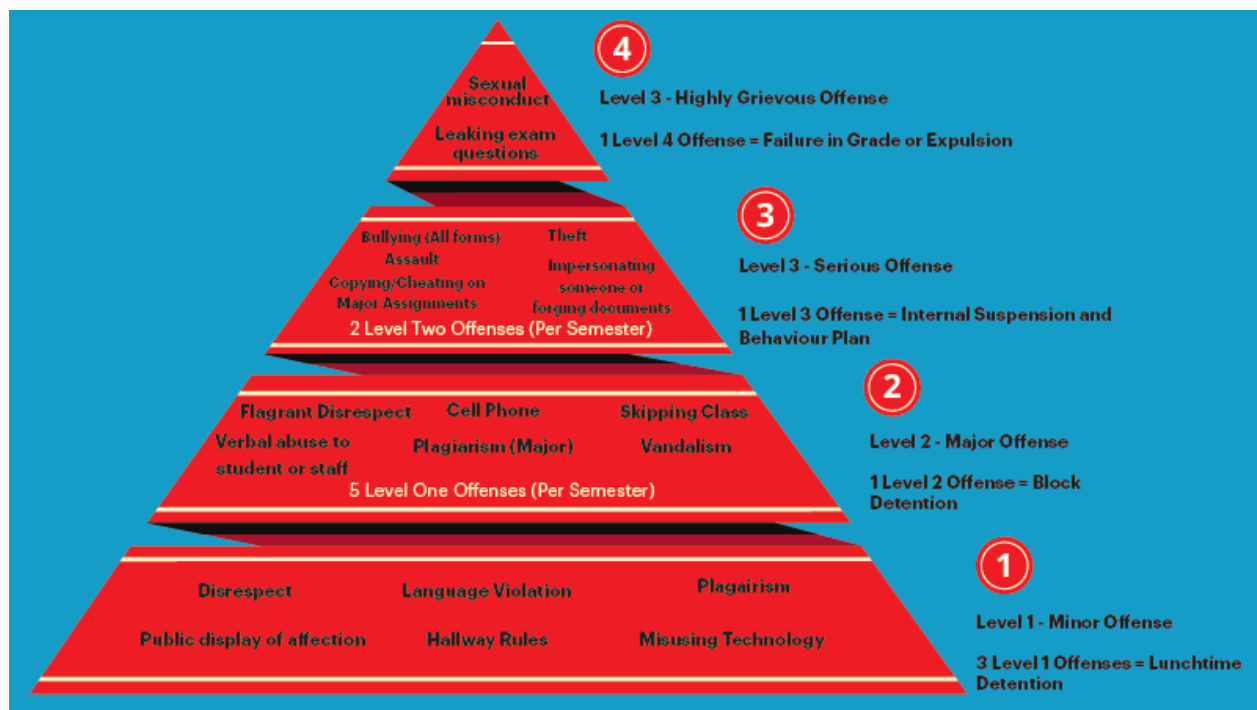 4
Sexual
misconduct
Leaking exam
questions
Level 3 - Highly Grievous Offense
1 Level 4 Offense = Failure in Grade or Expulsion
3
Bullying (All forms)
Assault
Copying/Cheating on
Major Assignments
Theft
Impersonating
someone or
forging documents
2 Level Two Offenses (Per Semester)
Level 3 - Serious Offense
1 Level 3 Offense = Internal Suspension and
Behaviour Plan
2
Flagrant Disrespect
Cell Phone
Skipping Class
Verbal abuse to
student or staff
Plagiarism (Major)
Vandalism
5 Level One Offenses (Per Semester)
Level 2 - Major Offense
1 Level 2 Offense = Block
Detention
1
Disrespect
Language Violation
Plagairism
Public display of affection
Hallway Rules
Misusing Technology
Level 1 - Minor Offense
3 Level 1 Offenses = Lunchtime
Detention